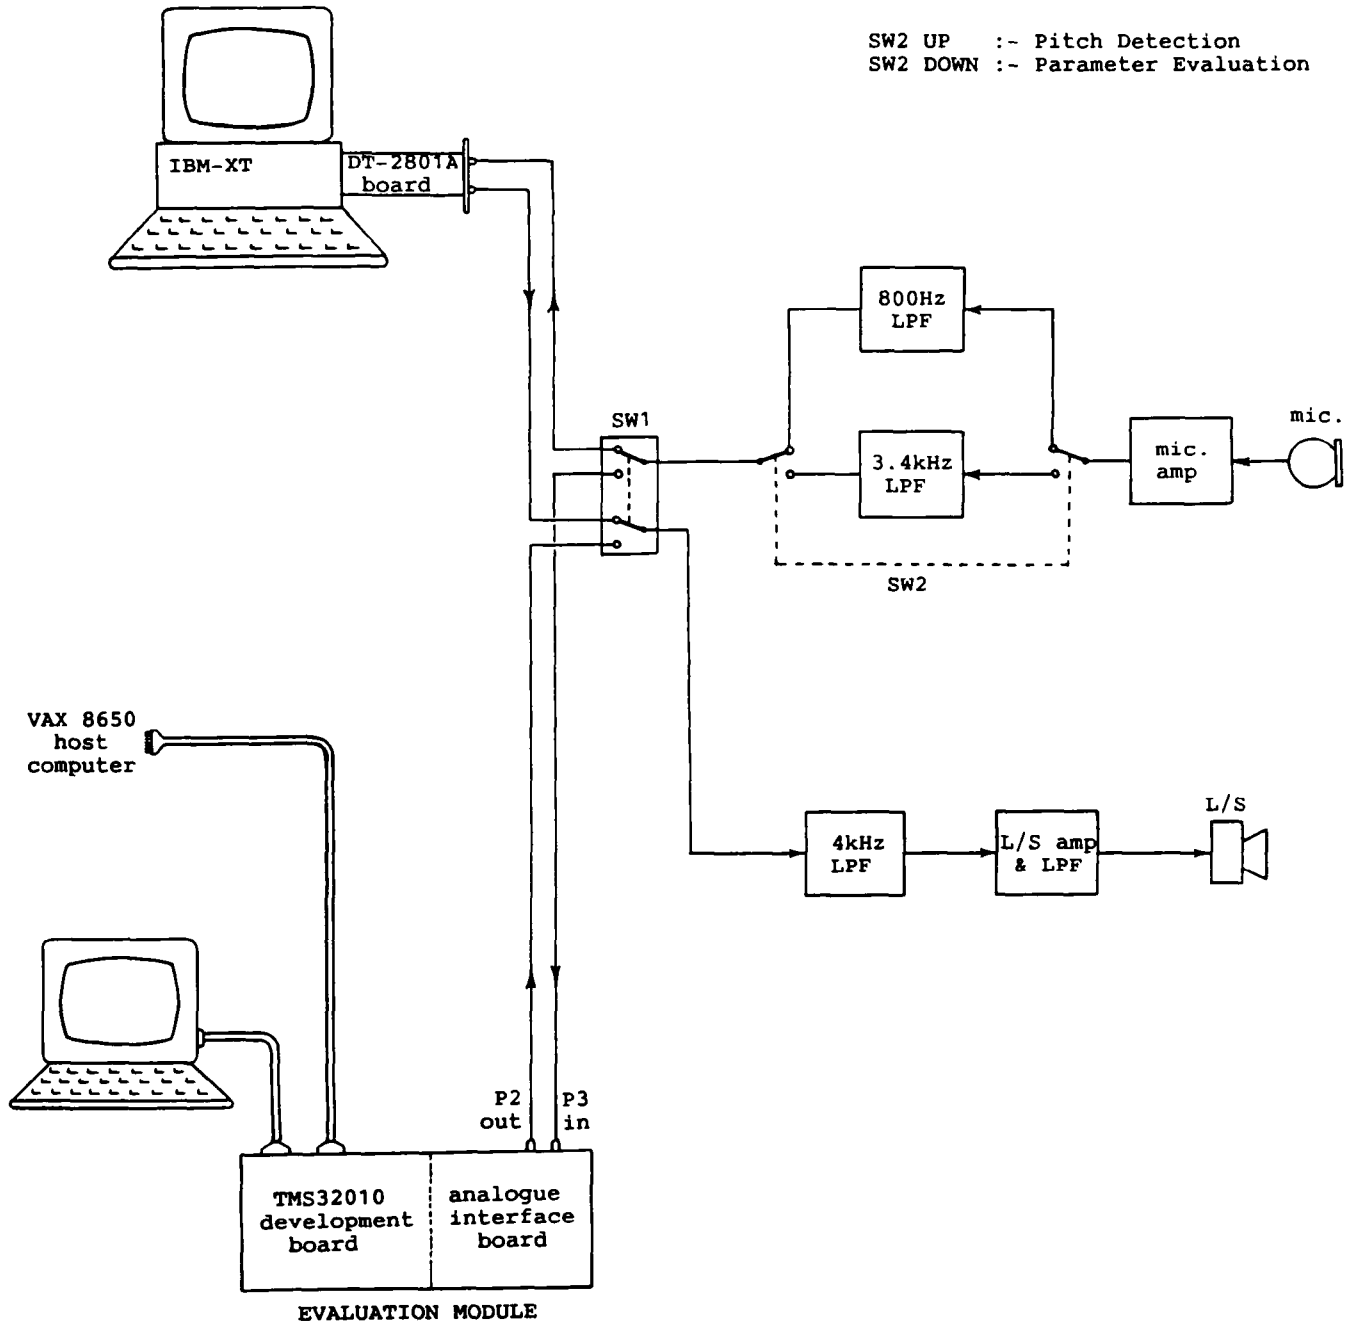 SW2 UP :- Pitch Detection
SW2 DOWN :- Parameter Evaluation
IBM-XT
DT-2801A
board
800Hz
LPF
SW1
mic.
mic.
amp
3.4kHz
LPF
SW2
VAX 8650
host
computer
L/S
4kHz
LPF
L/S amp
& LPF
P2
out
P3
in
TMS32010
development
board
analogue
interface
board
EVALUATION MODULE